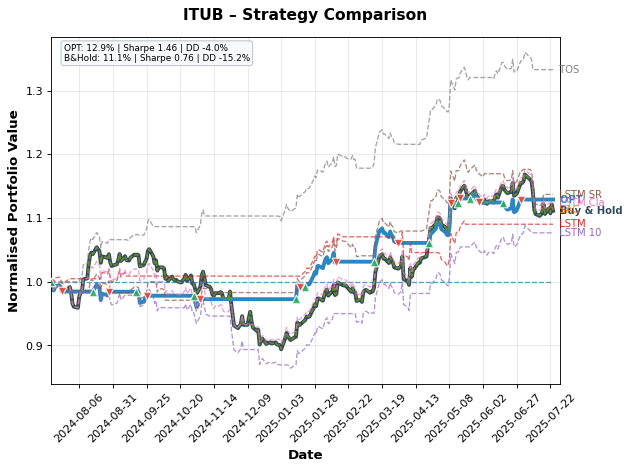 ITUB – Strategy Comparison
OPT: 12.9% | Sharpe 1.46 | DD -4.0%
B&Hold: 11.1% | Sharpe 0.76 | DD -15.2%
Normalised Portfolio Value
1.3
1.2
1.1
1.0
0.9
TOS
LSTM SR
Buy & Hold
LSTM
LSTM 10
2024-08-06
2024-08-31
2024-09-25
2024-10-20
2024-11-14
2024-12-09
2025-01-03
2025-01-28
2025-02-22
2025-03-19
2025-04-13
2025-05-08
2025-06-02
2025-06-27
2025-07-22
Date